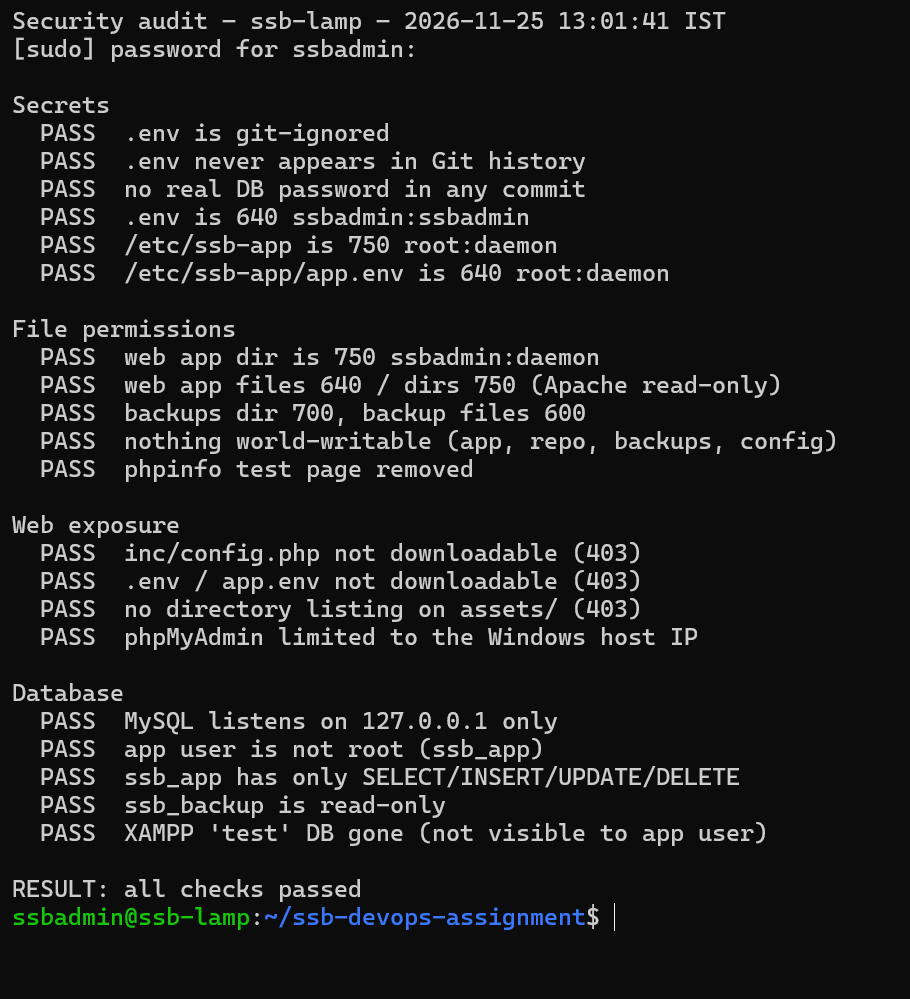 Security audit — ssb-lamp — 2026-11-25 13:01:41 IST
[sudo] password for ssbadmin:
Secrets
PASS .env is git-ignored
PASS .env never appears in Git history
PASS no real DB password in any commit
PASS .env is 640 ssbadmin:ssbadmin
PASS /etc/ssb-app is 750 root:daemon
PASS /etc/ssb-app/app.env is 640 root:daemon
File permissions
PASS web app dir is 750 ssbadmin:daemon
PASS web app files 640 / dirs 750 (Apache read-only)
PASS backups dir 700, backup files 600
PASS nothing world-writable (app, repo, backups, config)
PASS phpinfo test page removed
Web exposure
PASS inc/config.php not downloadable (403)
PASS .env / app.env not downloadable (403)
PASS no directory listing on assets/ (403)
PASS phpMyAdmin limited to the Windows host IP
Database
PASS MySQL listens on 127.0.0.1 only
PASS app user is not root (ssb_app)
PASS ssb_app has only SELECT/INSERT/UPDATE/DELETE
PASS ssb_backup is read-only
PASS XAMPP 'test' DB gone (not visible to app user)
RESULT: all checks passed
ssbadmin@ssb-lamp:~/ssb-devops-assignment$